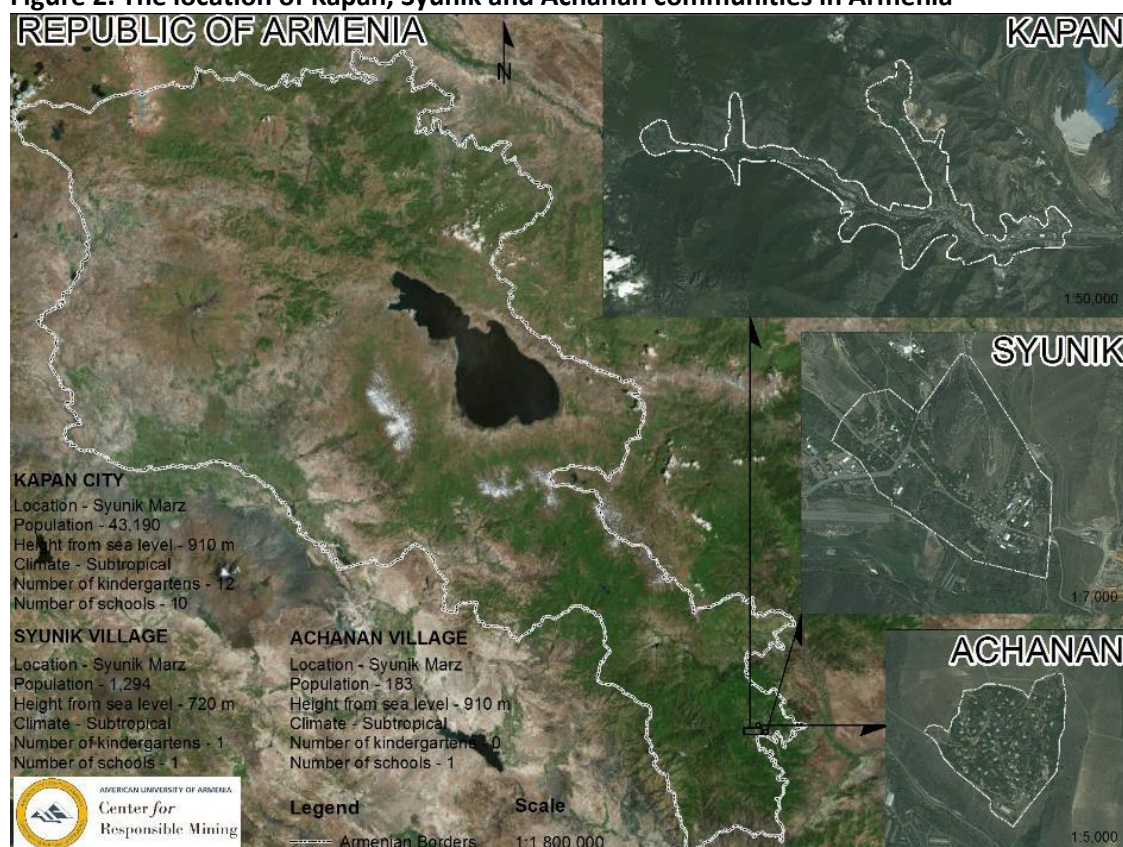 Figure 2: The location of Kapan, Syunik and Achanan communities in Armenia
REPUBLIC OF ARMENIA
N
KAPAN
1:50,000
SYUNIK
1:7,000
ACHANAN
1:5,000
KAPAN CITY
Location - Syunik Marz
Population - 43,190
Height from sea level - 910 m
Climate - Subtropical
Number of kindergartens - 12
Number of schools - 10
SYUNIK VILLAGE
Location - Syunik Marz
Population - 1,294
Height from sea level - 720 m
Climate - Subtropical
Number of kindergartens - 1
Number of schools - 1
ACHANAN VILLAGE
Location - Syunik Marz
Population - 183
Height from sea level - 910 m
Climate - Subtropical
Number of kindergartens - 0
Number of schools - 1
AMERICAN UNIVERSITY OF ARMENIA
Center for
Responsible Mining
Legend
Armenian Borders
Scale
1:1 800 000